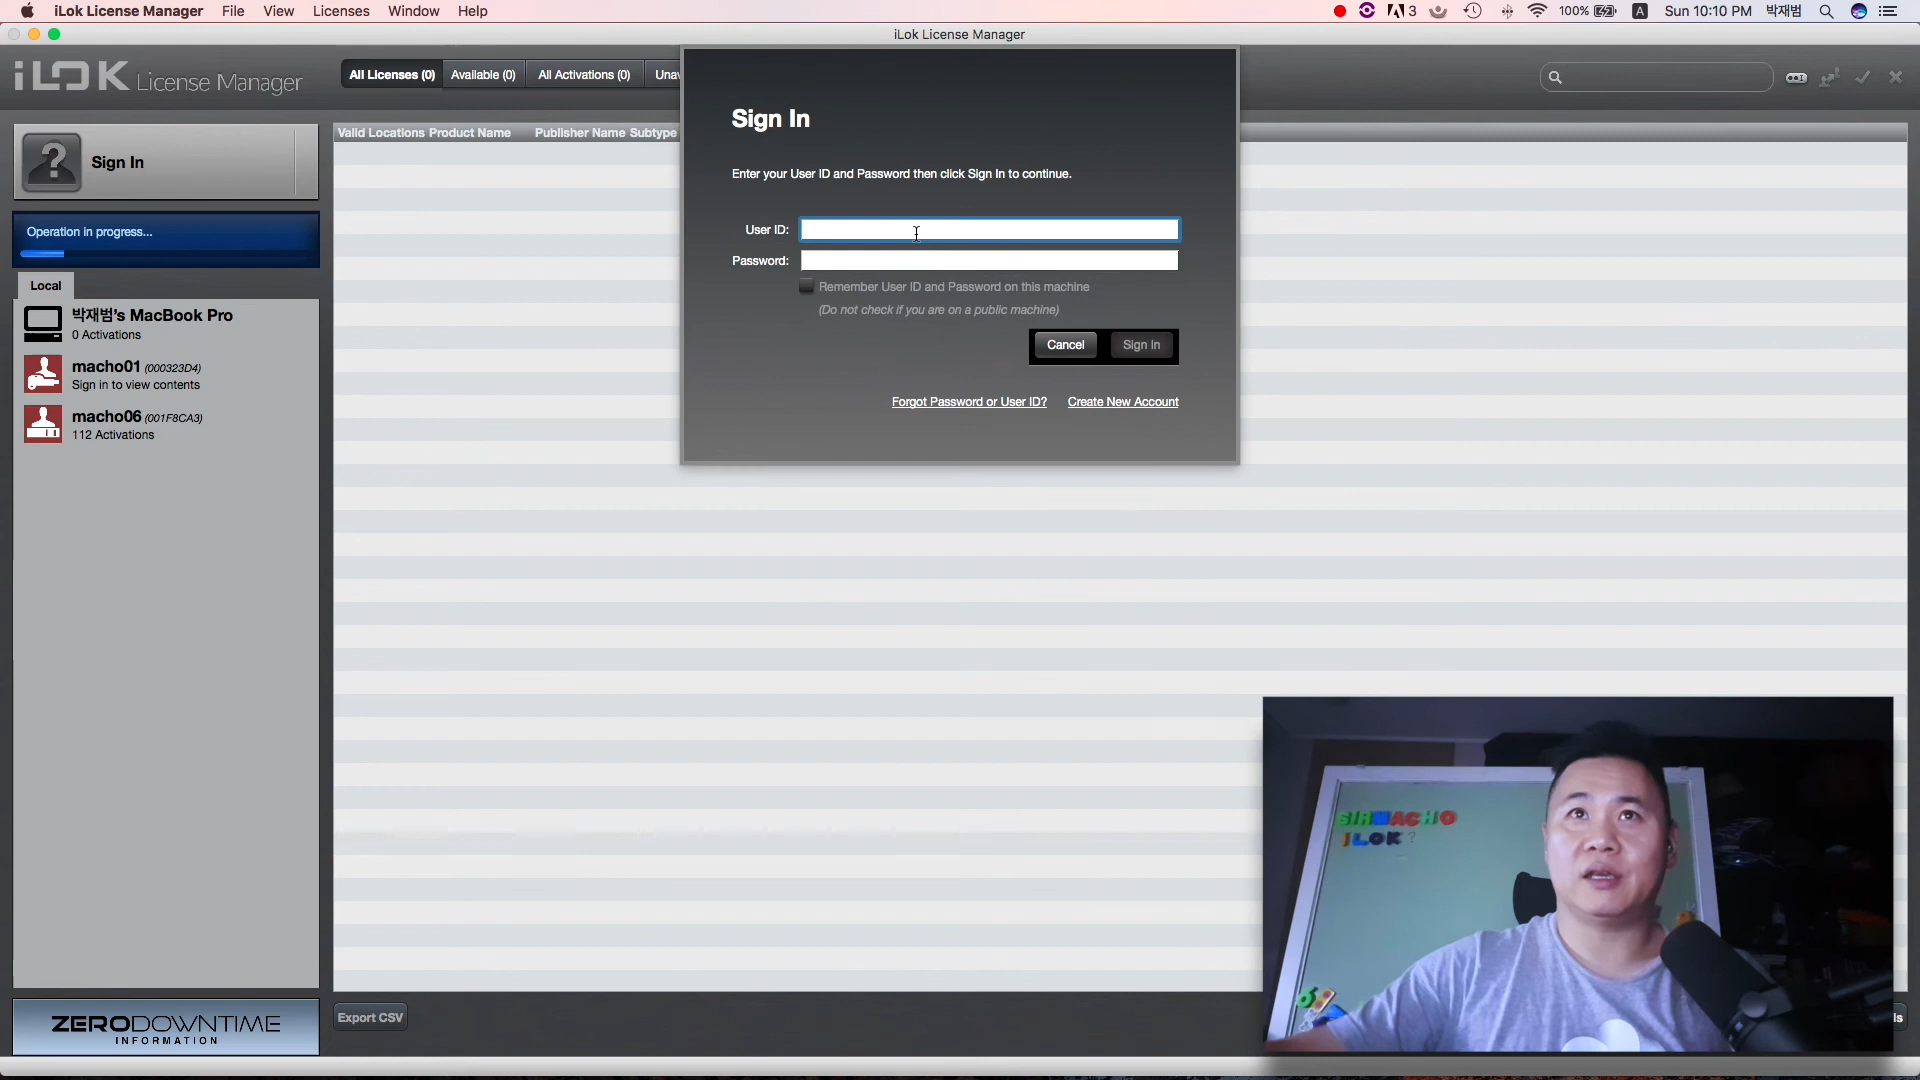 iLok License Manager File View Licenses Window Help
3 100% A Sun 10:10 PM 박재범
iLok License Manager
iLOK License Manager
All Licenses (0) Available (0) All Activations (0)
Sign In
Operation in progress...
Local
박재범's MacBook Pro
0 Activations
macho01 (000323D4)
Sign in to view contents
macho06 (001F8CA3)
112 Activations
ZERODOWNTIME
INFORMATION
Valid Locations Product Name Publisher Name Subtype
Sign In
Enter your User ID and Password then click Sign In to continue.
User ID:
Password:
Remember User ID and Password on this machine
(Do not check if you are on a public machine)
Cancel Sign In
Forgot Password or User ID? Create New Account
Export CSV
SIRMACHO
ILOK?